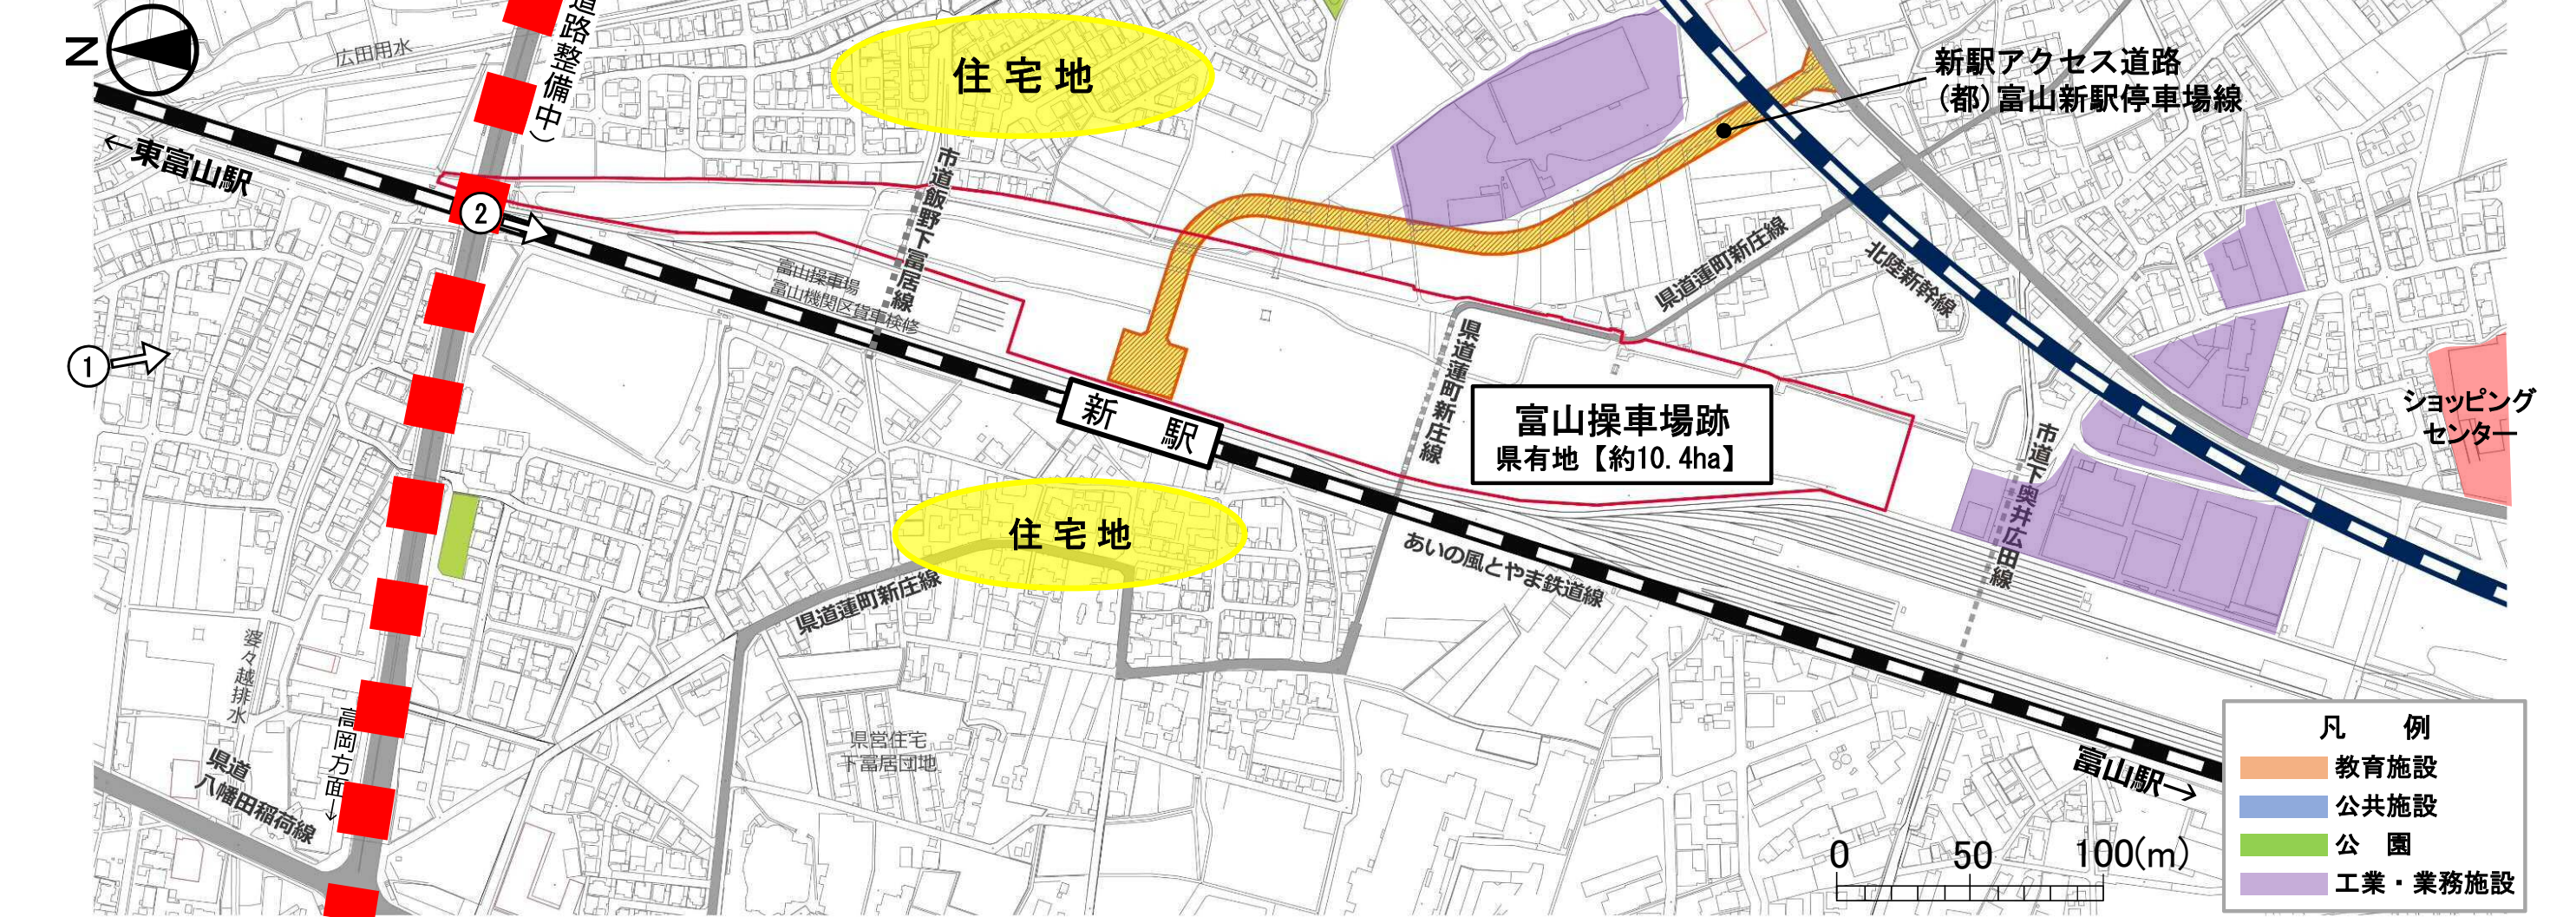 N
広田用水
道路整備中）
住宅地
新駅アクセス道路
(都)富山新駅停車場線
←東富山駅
②
市道飯野下富居線
富山操車場
富山機関区貨車検修
県道蓮町新庄線
北陸新幹線
①
新　駅
県道蓮町新庄線
富山操車場跡
県有地【約10.4ha】
ショッピング
センター
市道下奥井広田線
住宅地
あいの風とやま鉄道線
県道蓮町新庄線
婆々越排水
高岡方面→
県営住宅
下富居団地
県道
八幡田稲荷線
富山駅→
0　50　100(m)
凡　例
教育施設
公共施設
公　園
工業・業務施設